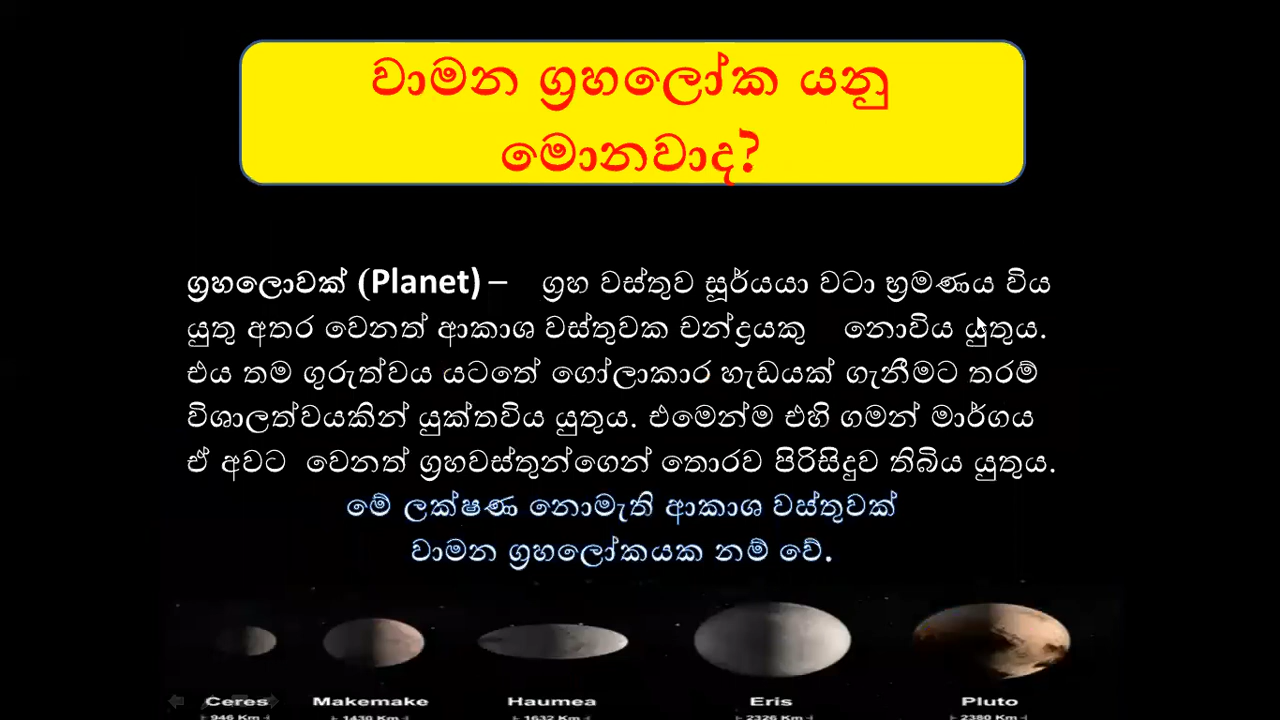 වාමන ග්‍රහලෝක යනු
මොනවාද?
ග්‍රහලොවක් (Planet) – ග්‍රහ වස්තුව සූර්යයා වටා භ්‍රමණය විය
යුතු අතර වෙනත් ආකාශ වස්තුවක චන්ද්‍රයකු නොවිය යුතුය.
එය තම ගුරුත්වය යටතේ ගෝලාකාර හැඩයක් ගැනීමට තරම්
විශාලත්වයකින් යුක්තවිය යුතුය. එමෙන්ම එහි ගමන් මාර්ගය
ඒ අවට වෙනත් ග්‍රහවස්තුන්ගෙන් තොරව පිරිසිදුව තිබිය යුතුය.
මේ ලක්ෂණ නොමැති ආකාශ වස්තුවක්
වාමන ග්‍රහලෝකයක නම් වේ.
Ceres Makemake Haumea Eris Pluto
946 Km 1430 Km 1632 Km 2326 Km 2380 Km